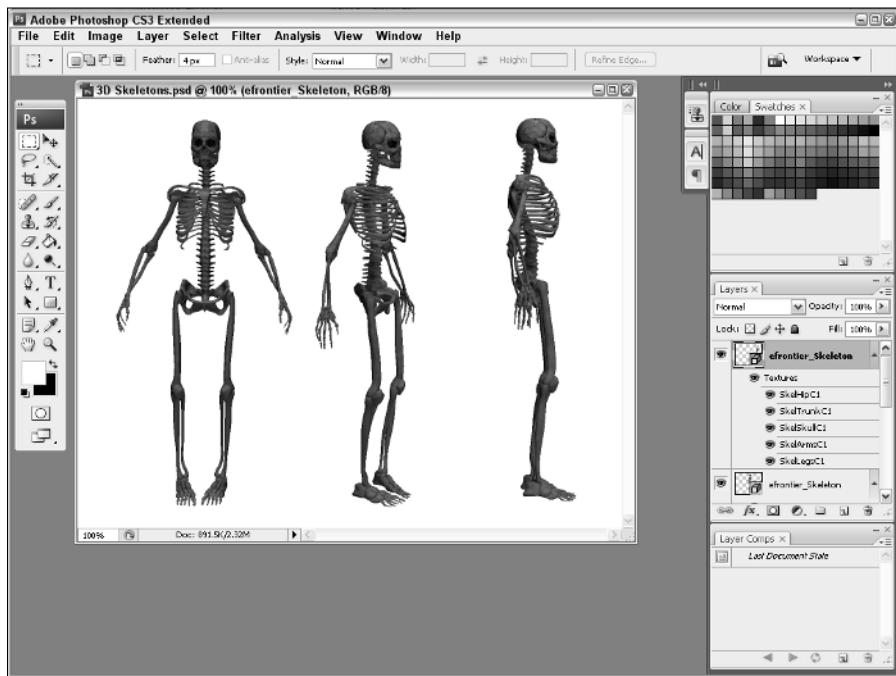 Adobe Photoshop CS3 Extended
File Edit Image Layer Select Filter Analysis View Window Help
Feather: 4 px Anti-alias Style: Normal Width: Height: Refine Edge... Workspace
3D Skeletons.psd @ 100% (efrontier_Skeleton, RGB/8)
Ps
T
100% Doc: 891.5K/2.32M
A
Color Swatches ×
Layers ×
Normal Opacity: 100%
Lock: Fill: 100%
efrontier_Skeleton
Textures
SkelHipC1
SkelTrunkC1
SkelSkullC1
SkelArmsC1
SkelLegsC1
efrontier_Skeleton
fx
Layer Comps ×
Last Document State